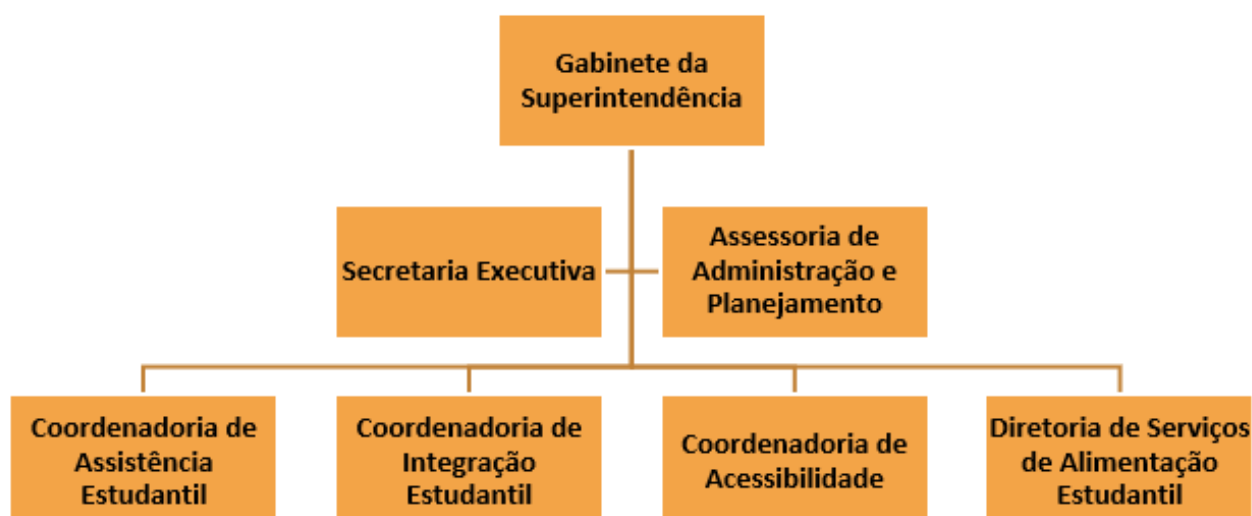 Gabinete da
Superintendência
Secretaria Executiva
Assessoria de
Administração e
Planejamento
Coordenadoria de
Assistência
Estudantil
Coordenadoria de
Integração
Estudantil
Coordenadoria de
Acessibilidade
Diretoria de Serviços
de Alimentação
Estudantil